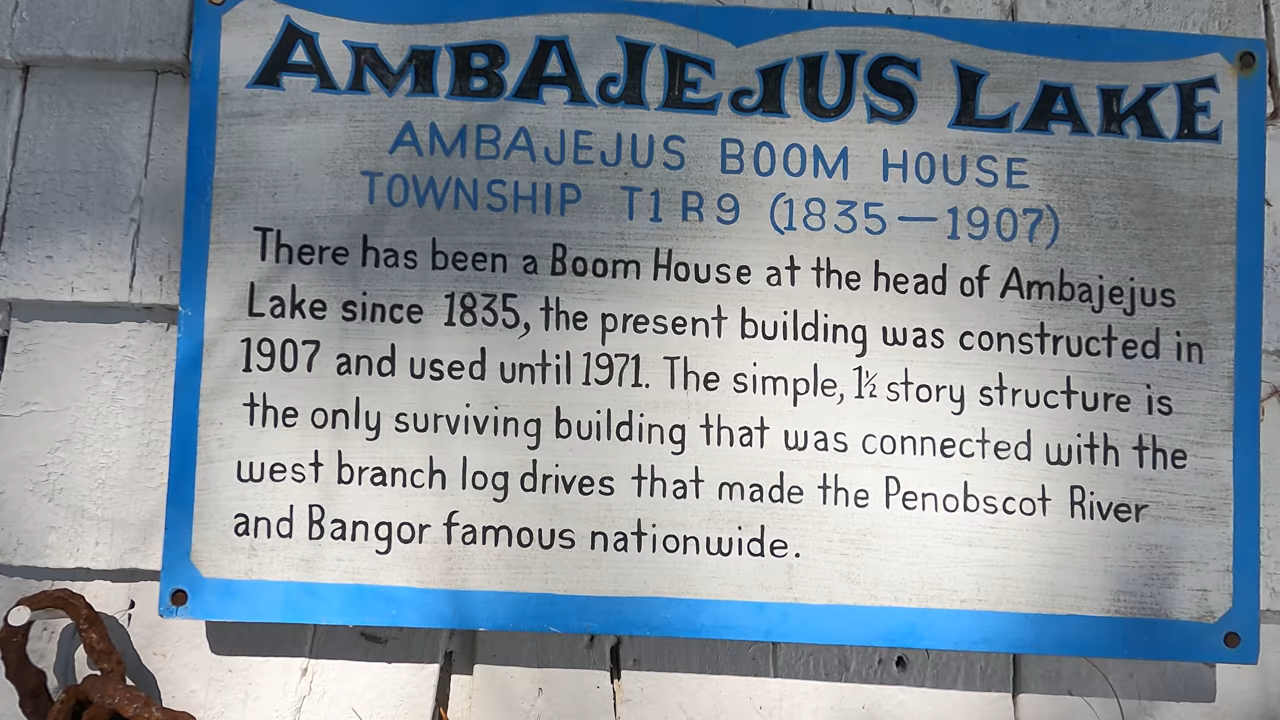 AMBAJEJUS LAKE
AMBAJEJUS BOOM HOUSE
TOWNSHIP T1 R9 (1835—1907)
There has been a Boom House at the head of Ambajejus
Lake since 1835, the present building was constructed in
1907 and used until 1971. The simple, 1½ story structure is
the only surviving building that was connected with the
west branch log drives that made the Penobscot River
and Bangor famous nationwide.